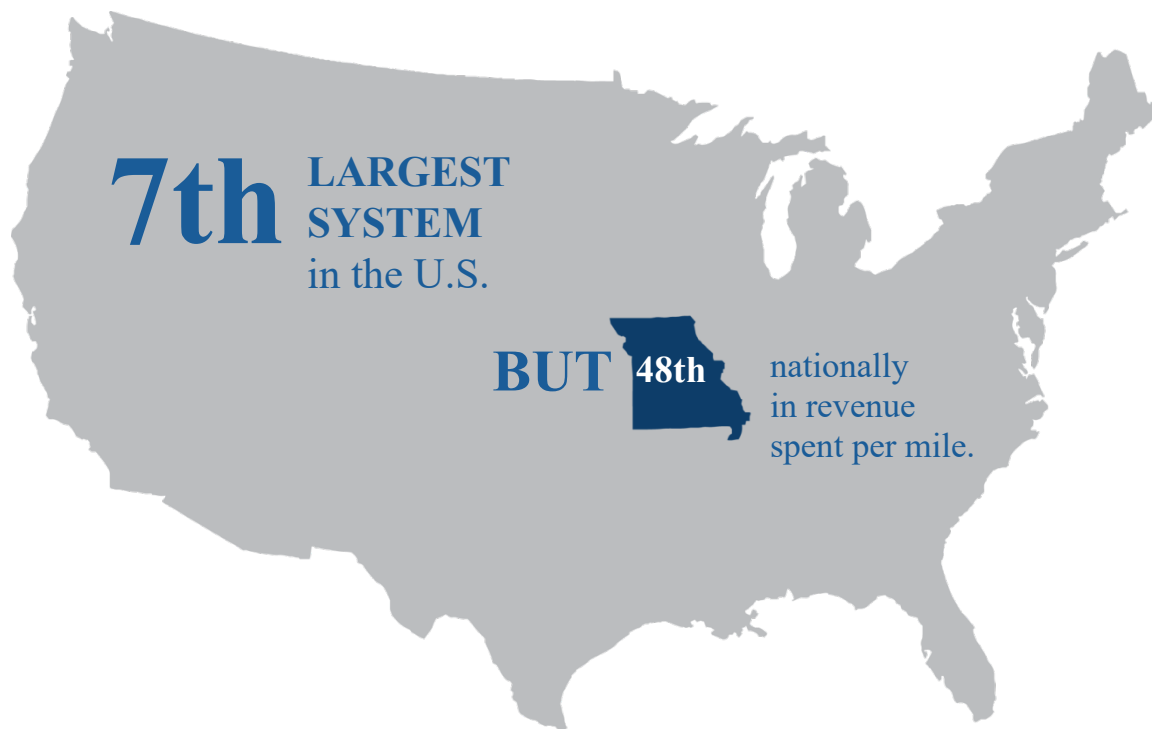 7th
LARGEST
SYSTEM
in the U.S.
BUT
48th
nationally
in revenue
spent per mile.